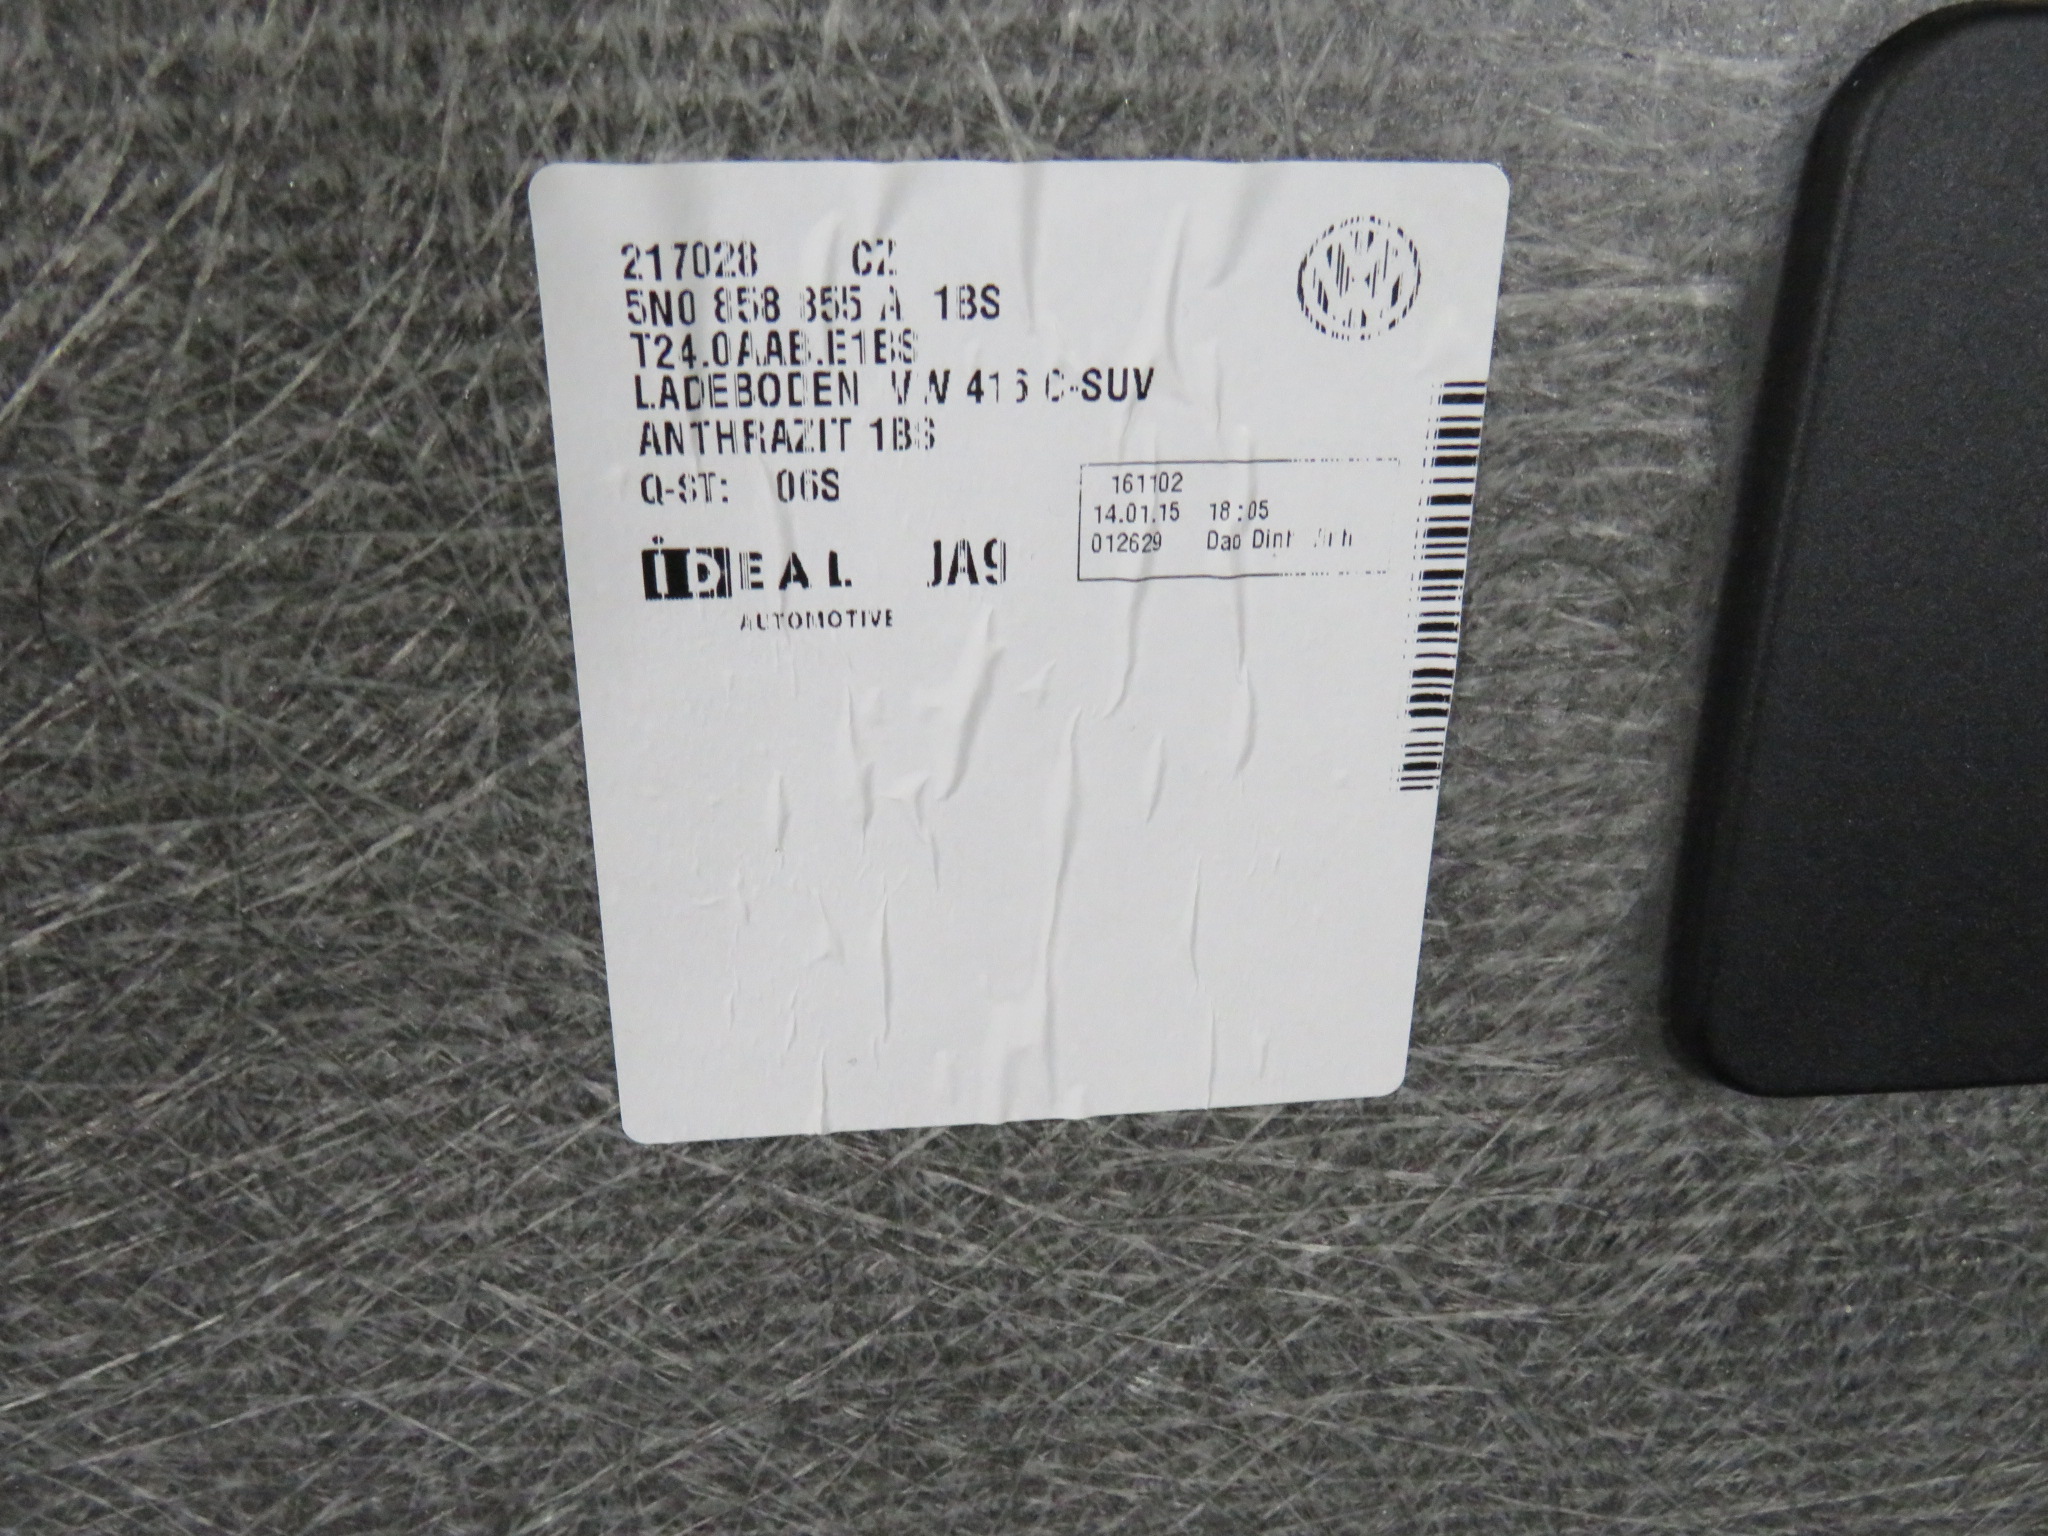 217028 CZ
5N0 858 855 A 1BS
T24.0AAB.E1BS
LADEBODEN VW 416 C-SUV
ANTHRAZIT 1BS
Q-ST: 06S
161102
14.01.15 18:05
012629 Dao Dinh
IDEAL JA9
AUTOMOTIVE